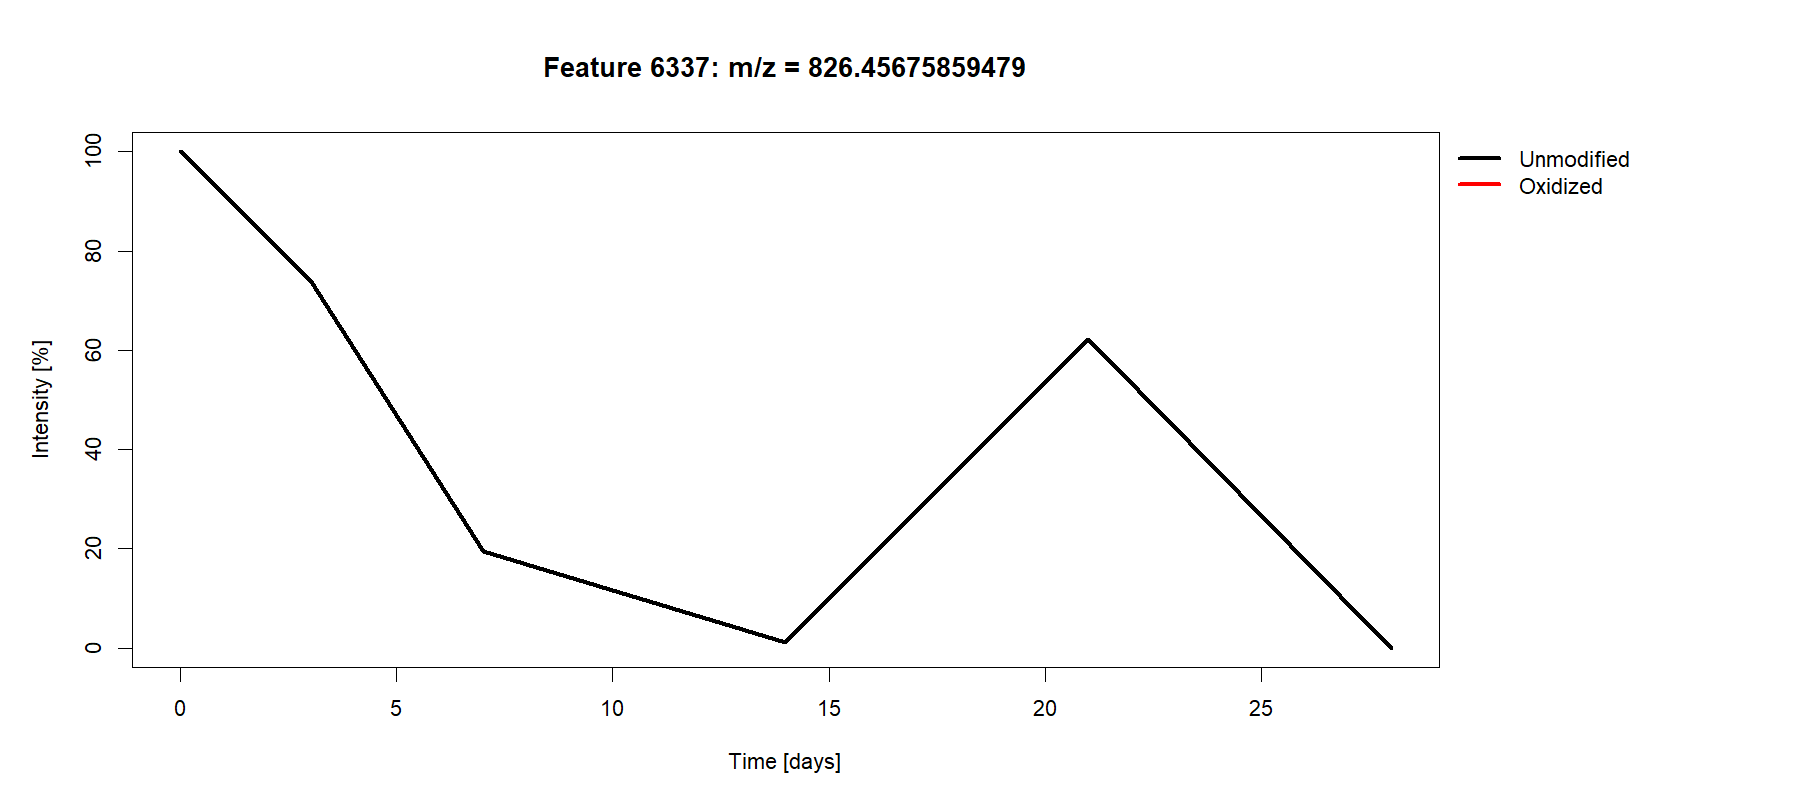 Feature 6337: m/z = 826.45675859479
Unmodified
Oxidized
Intensity [%]
100
80
60
40
20
0
0 5 10 15 20 25
Time [days]